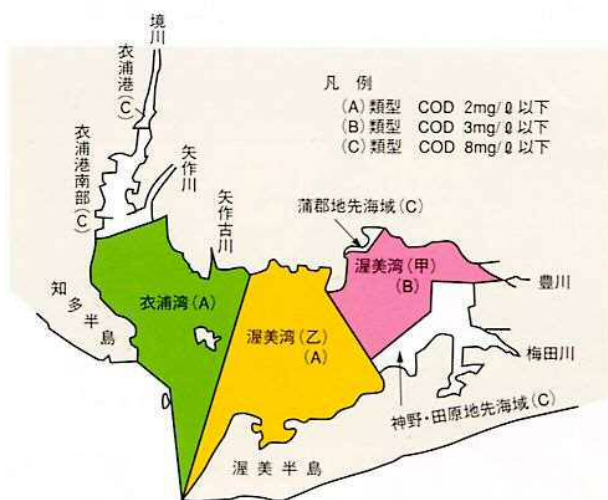 境川
衣浦港(C)
衣浦港南部(C)
矢作川
矢作古川
凡 例
(A)類型 COD 2mg/ℓ以下
(B)類型 COD 3mg/ℓ以下
(C)類型 COD 8mg/ℓ以下
蒲郡地先海域(C)
渥美湾(甲)
(B)
豊川
衣浦湾(A)
渥美湾(乙)
(A)
知多半島
梅田川
神野・田原地先海域(C)
渥美半島